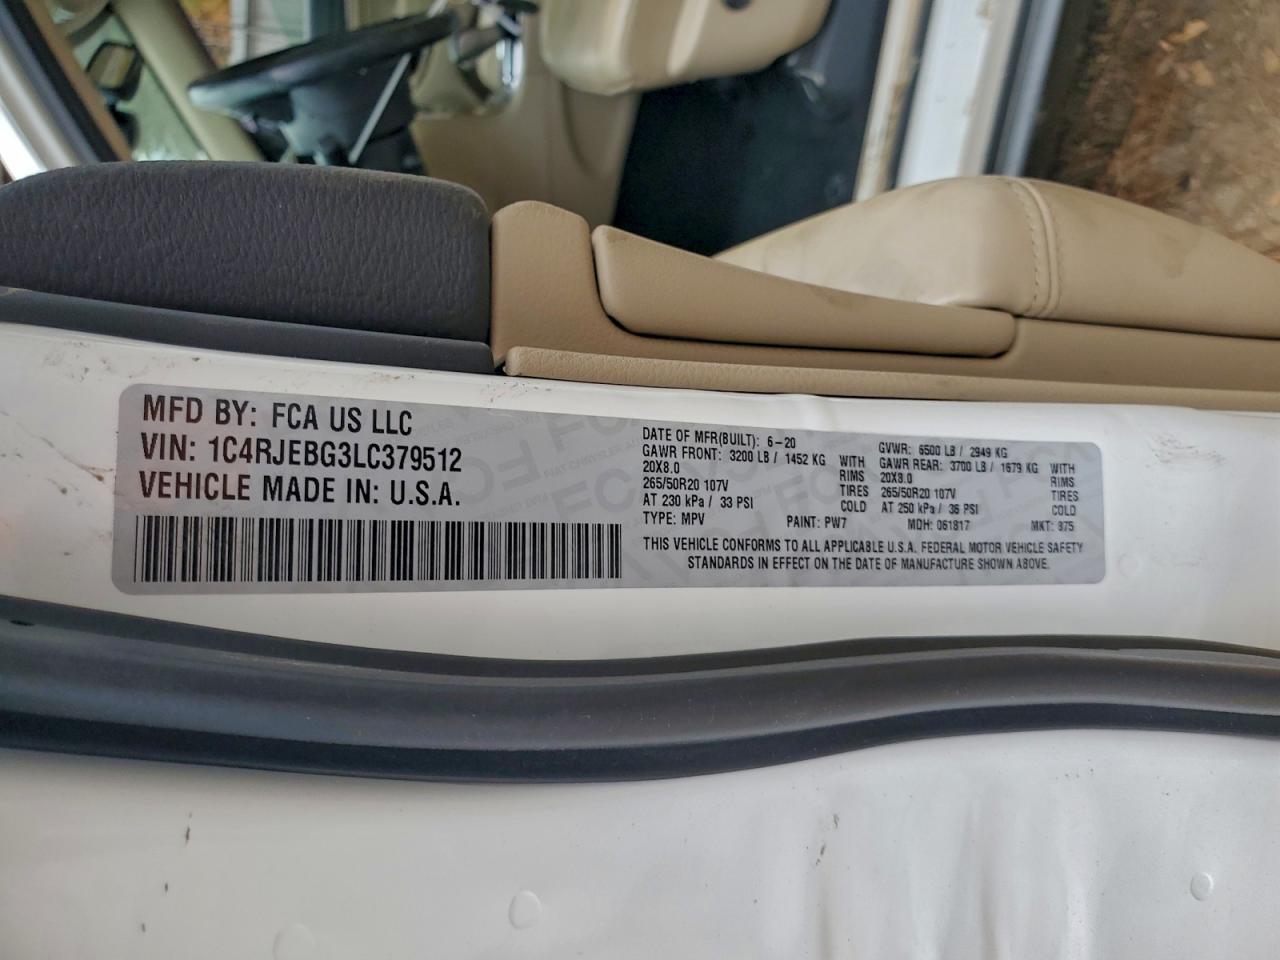 MFD BY: FCA US LLC
VIN: 1C4RJEBG3LC379512
VEHICLE MADE IN: U.S.A.
DATE OF MFR(BUILT): 6-20 GVWR: 6500 LB / 2949 KG
GAWR FRONT: 3200 LB / 1452 KG WITH GAWR REAR: 3700 LB / 1679 KG WITH
20X8.0 RIMS 20X8.0 RIMS
265/50R20 107V TIRES 265/50R20 107V TIRES
AT 230 kPa / 33 PSI COLD AT 250 kPa / 36 PSI COLD
TYPE: MPV PAINT: PW7 MDH: 061817 MKT: 975
THIS VEHICLE CONFORMS TO ALL APPLICABLE U.S.A. FEDERAL MOTOR VEHICLE SAFETY
STANDARDS IN EFFECT ON THE DATE OF MANUFACTURE SHOWN ABOVE.